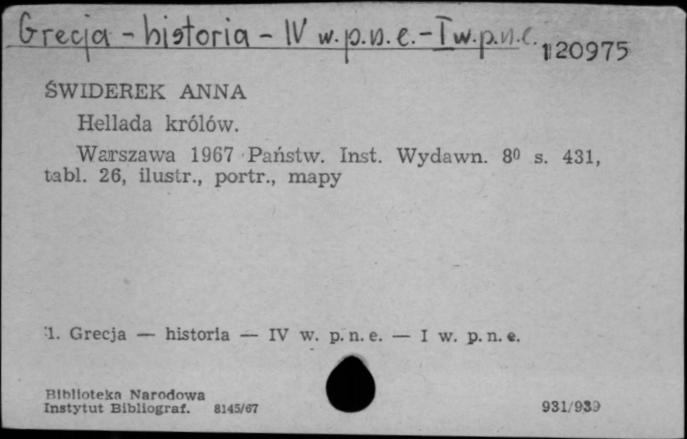 Grecja - historia - IV w. p.n.e. - I w. p.n.e.
120975
ŚWIDEREK ANNA
Hellada królów.
Warszawa 1967 Państw. Inst. Wydawn. 8⁰ s. 431,
tabl. 26, ilustr., portr., mapy
1. Grecja — historia — IV w. p. n. e. — I w. p. n. e.
Biblioteka Narodowa
Instytut Bibliograf. 8145/67
931/939